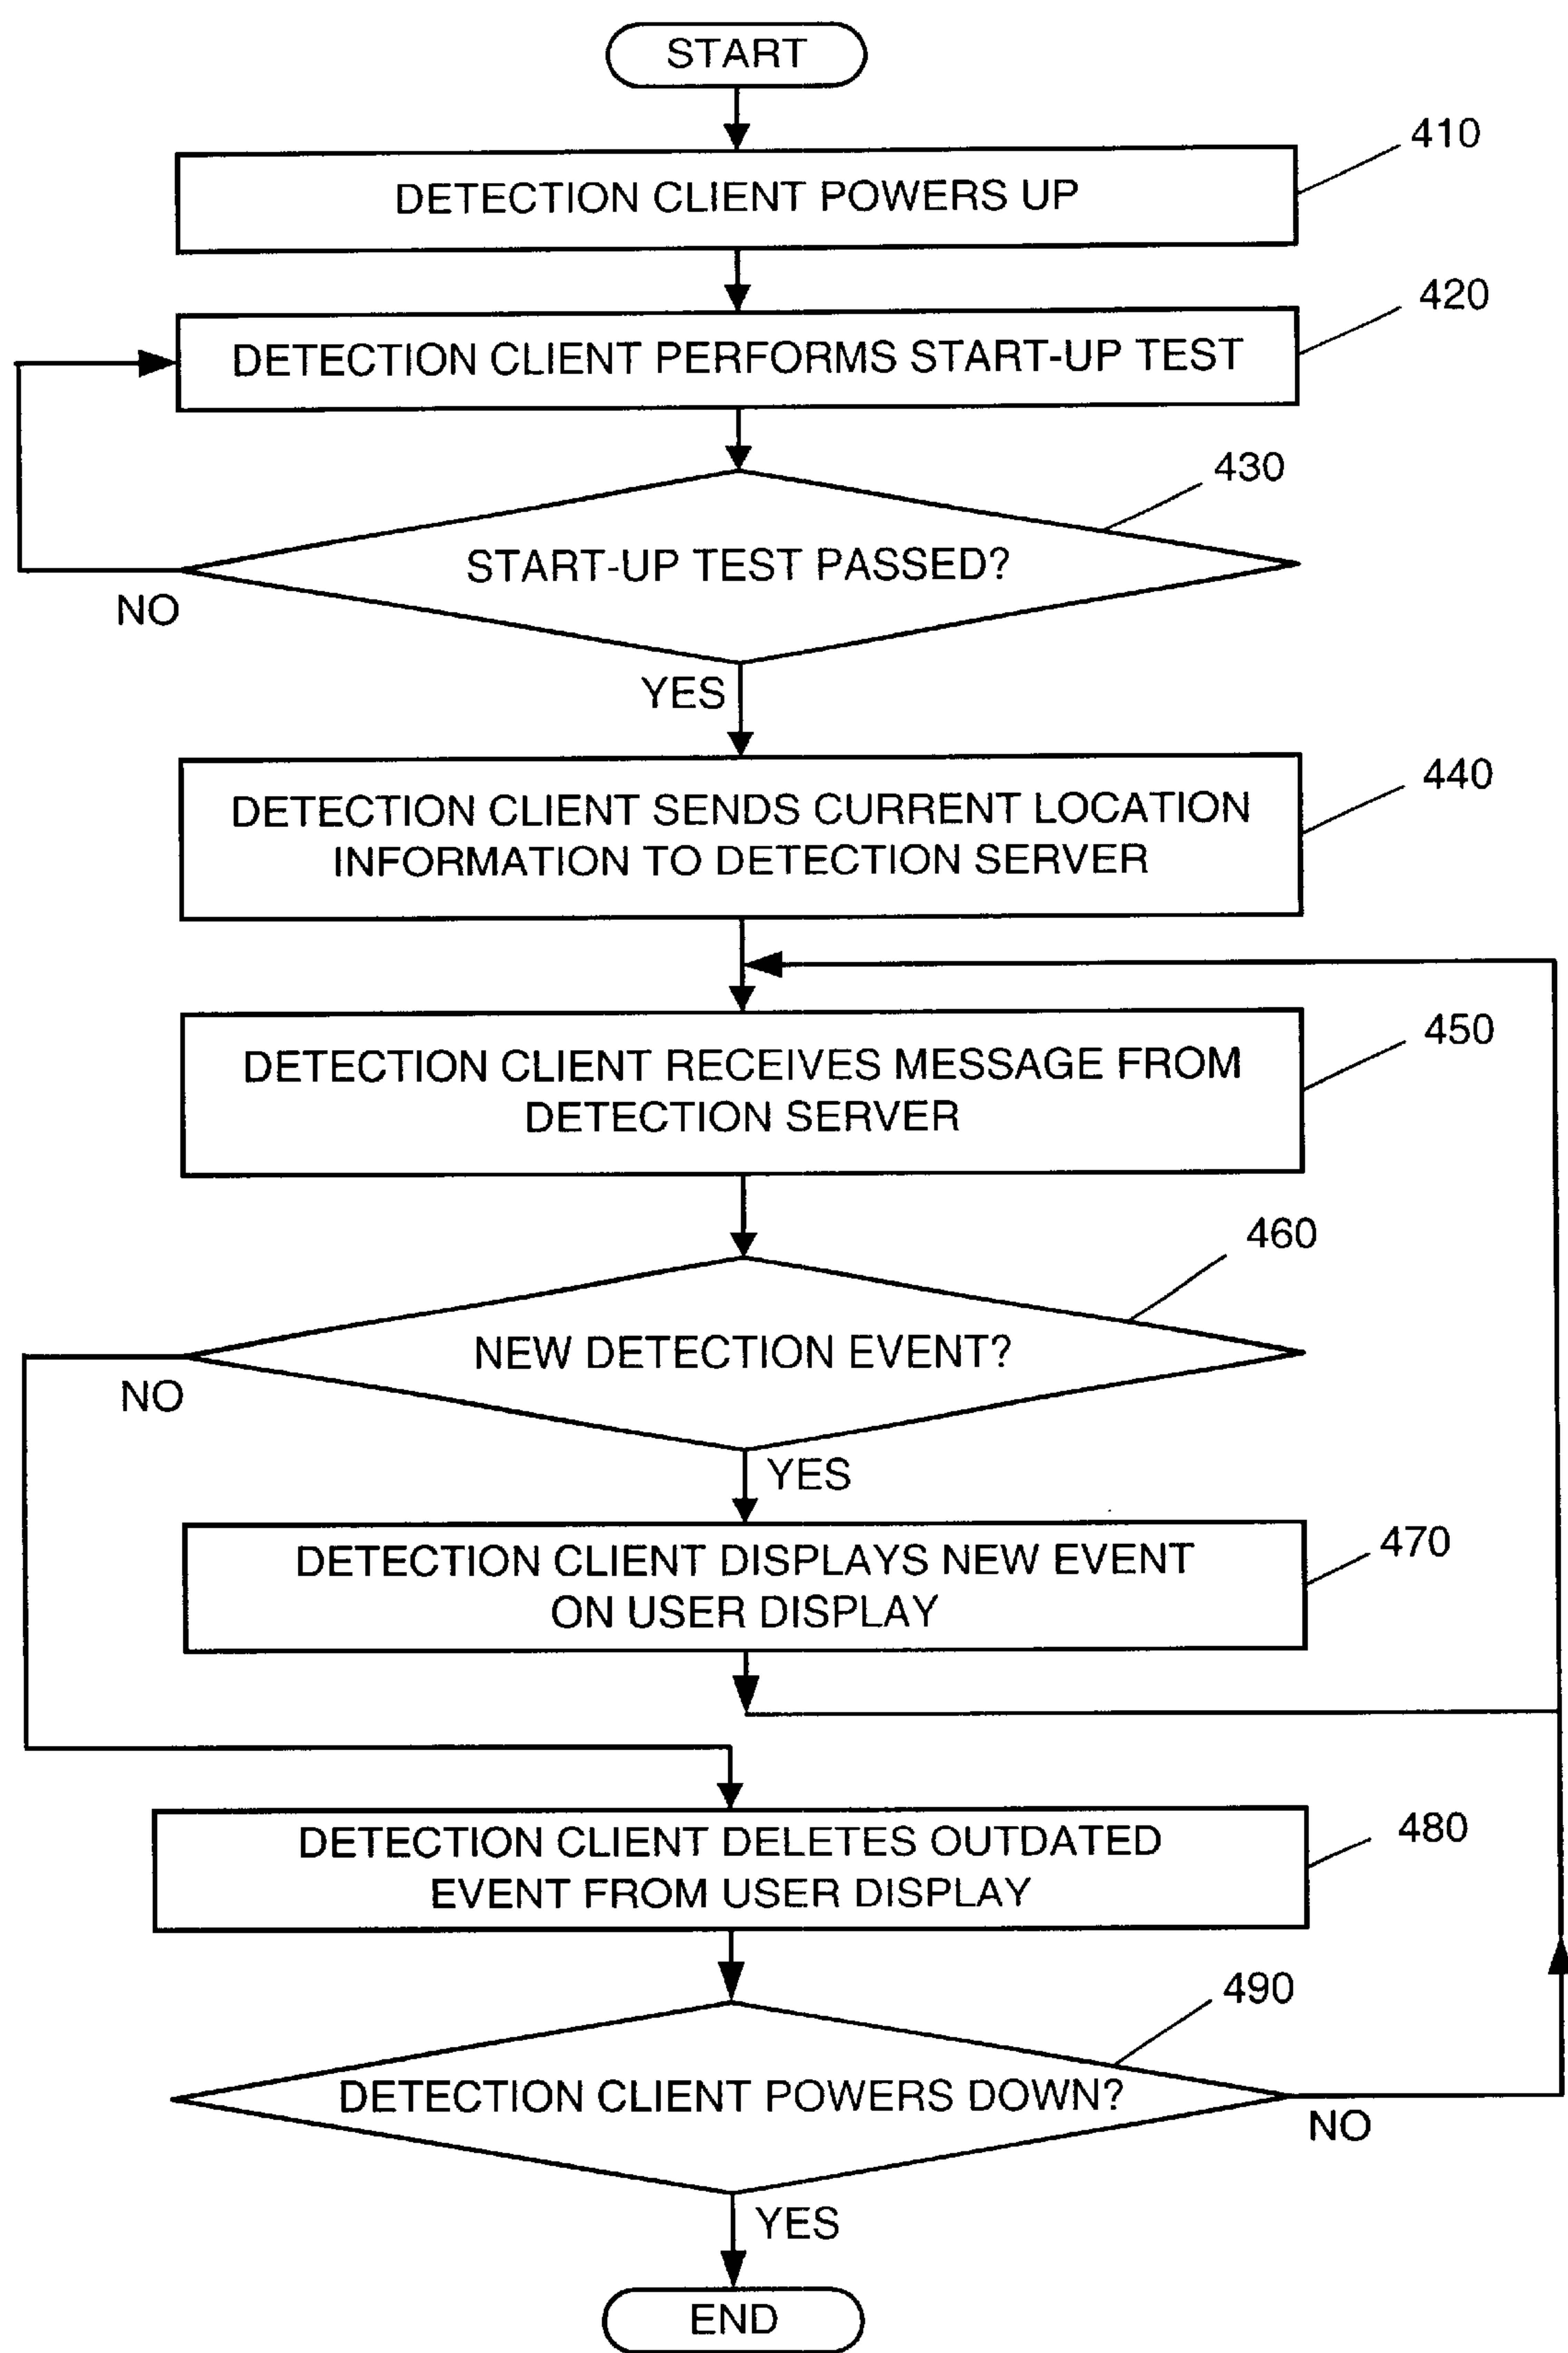 START
410
DETECTION CLIENT POWERS UP
420
DETECTION CLIENT PERFORMS START-UP TEST
430
START-UP TEST PASSED?
NO
YES
440
DETECTION CLIENT SENDS CURRENT LOCATION
INFORMATION TO DETECTION SERVER
450
DETECTION CLIENT RECEIVES MESSAGE FROM
DETECTION SERVER
460
NEW DETECTION EVENT?
NO
YES
470
DETECTION CLIENT DISPLAYS NEW EVENT
ON USER DISPLAY
480
DETECTION CLIENT DELETES OUTDATED
EVENT FROM USER DISPLAY
490
DETECTION CLIENT POWERS DOWN?
NO
YES
END